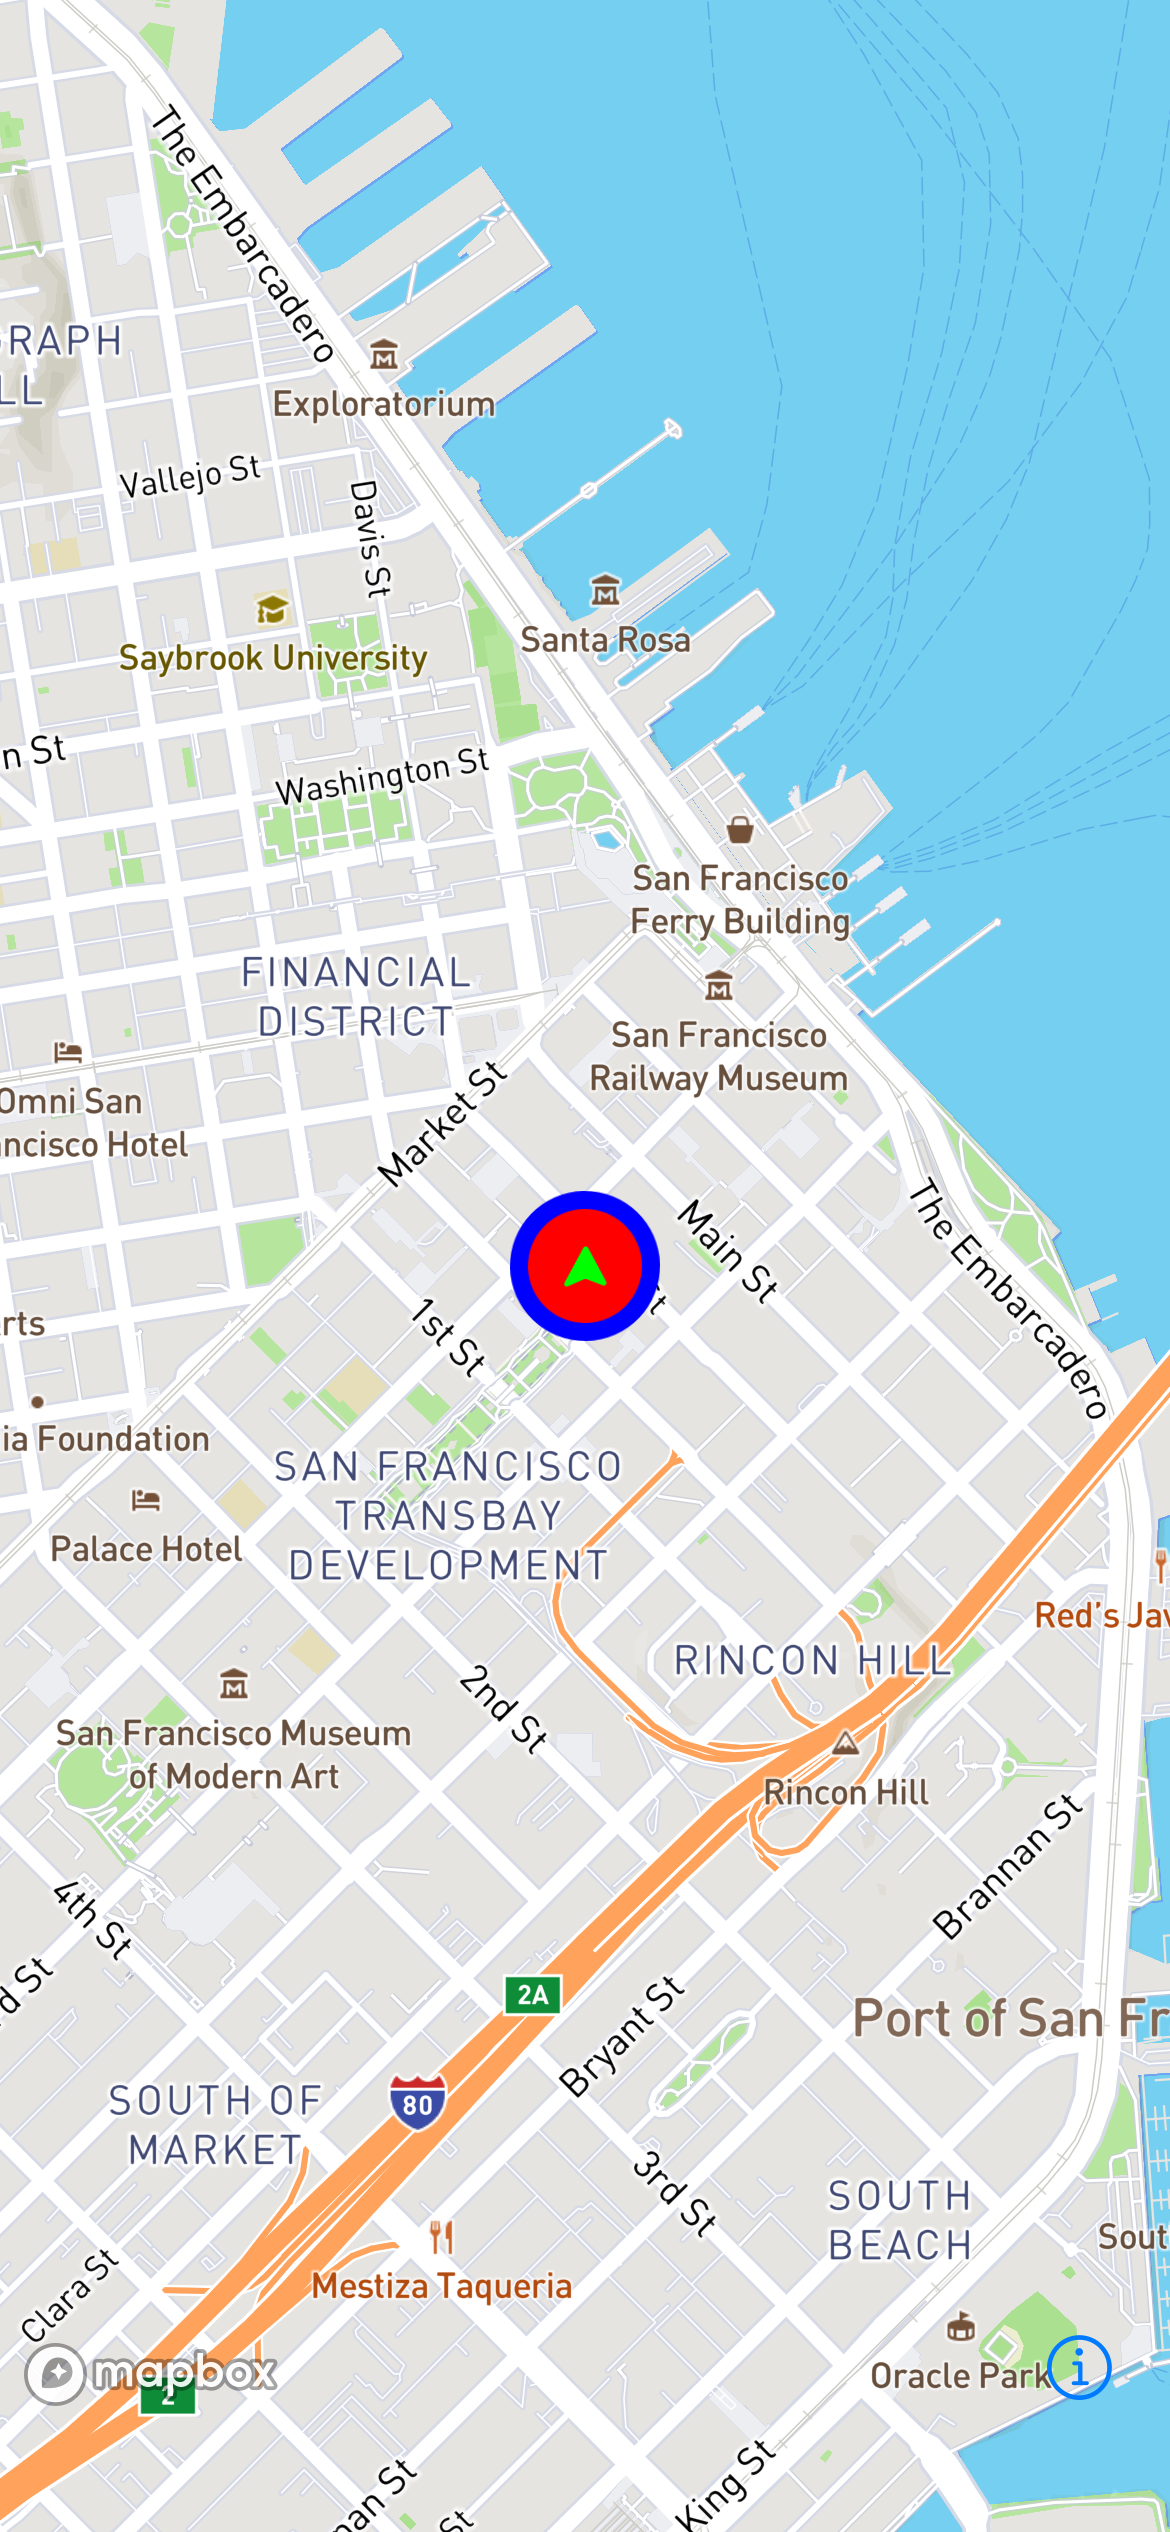 The Embarcadero
GRAPH
LL
Exploratorium
Vallejo St
Davis St
Santa Rosa
Saybrook University
n St
Washington St
San Francisco
Ferry Building
FINANCIAL
DISTRICT
San Francisco
Railway Museum
Omni San
ncisco Hotel
Market St
Main St
The Embarcadero
St
rts
1st St
ia Foundation
SAN FRANCISCO
TRANSBAY
DEVELOPMENT
Palace Hotel
Red's Jav
RINCON HILL
2nd St
San Francisco Museum
of Modern Art
Rincon Hill
Brannan St
4th St
rd St
2A
Bryant St
Port of San Fr
80
SOUTH OF
MARKET
3rd St
SOUTH
BEACH
Sout
Clara St
Mestiza Taqueria
Oracle Park
mapbox
2
King St
nan St
St